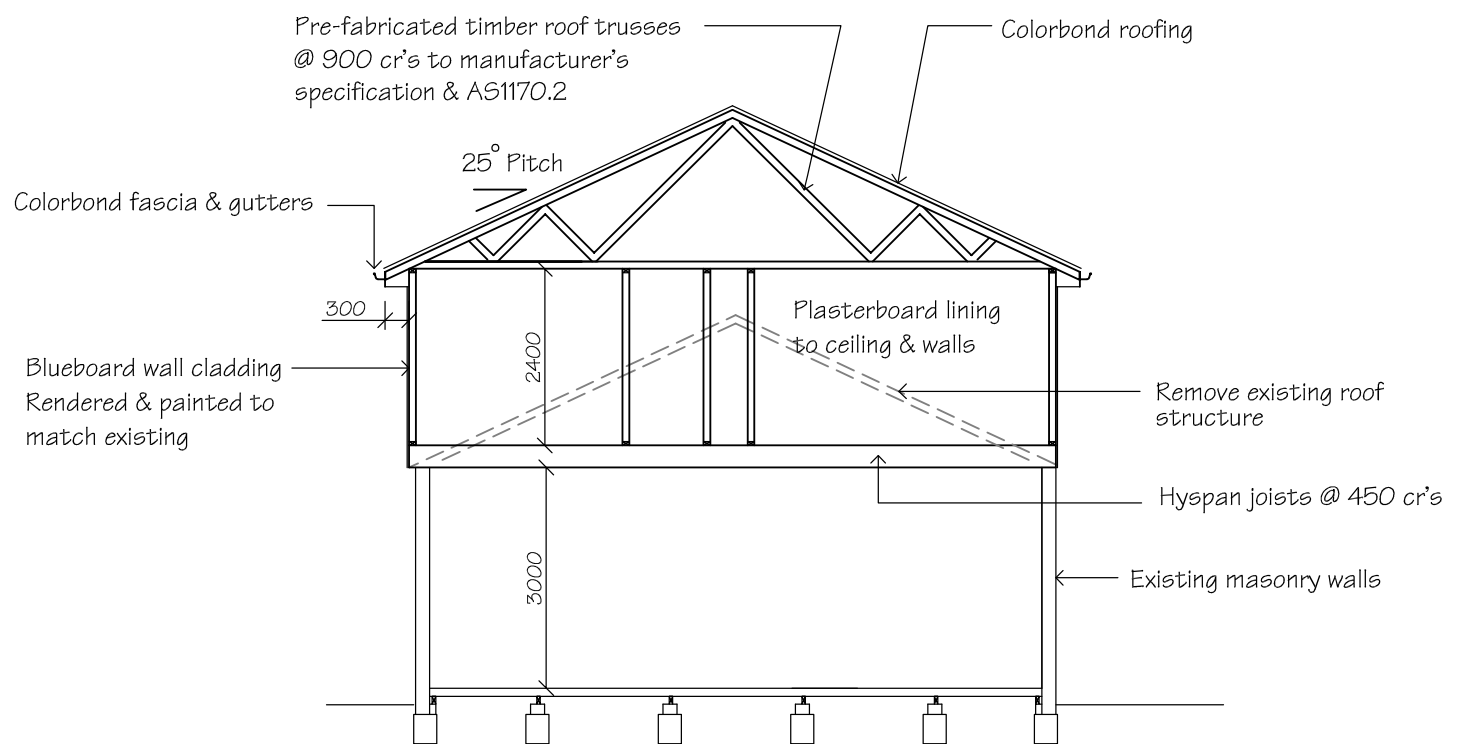 Pre-fabricated timber roof trusses
@ 900 cr's to manufacturer's
specification & AS1170.2
Colorbond roofing
25° Pitch
Colorbond fascia & gutters
300
Plasterboard lining
to ceiling & walls
2400
Blueboard wall cladding
Rendered & painted to
match existing
Remove existing roof
structure
Hyspan joists @ 450 cr's
3000
Existing masonry walls